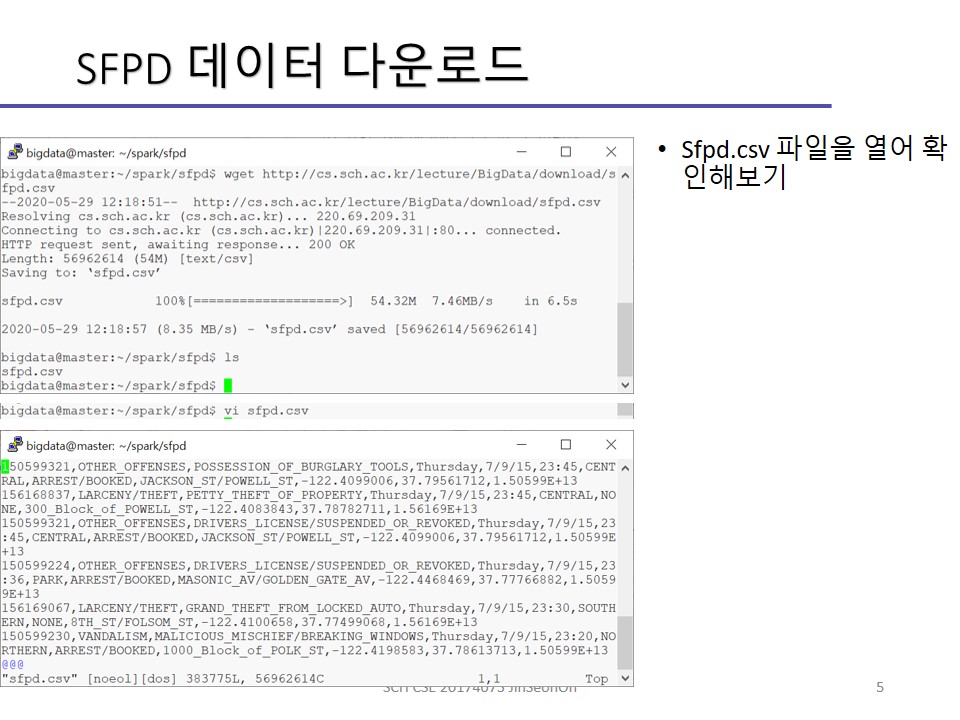 SFPD 데이터 다운로드
bigdata@master: ~/spark/sfpd
bigdata@master:~/spark/sfpd$ wget http://cs.sch.ac.kr/lecture/BigData/download/s
fpd.csv
--2020-05-29 12:18:51--  http://cs.sch.ac.kr/lecture/BigData/download/sfpd.csv
Resolving cs.sch.ac.kr (cs.sch.ac.kr)... 220.69.209.31
Connecting to cs.sch.ac.kr (cs.sch.ac.kr)|220.69.209.31|:80... connected.
HTTP request sent, awaiting response... 200 OK
Length: 56962614 (54M) [text/csv]
Saving to: ‘sfpd.csv’
sfpd.csv            100%[===================>]  54.32M  7.46MB/s    in 6.5s
2020-05-29 12:18:57 (8.35 MB/s) - ‘sfpd.csv’ saved [56962614/56962614]
bigdata@master:~/spark/sfpd$ ls
sfpd.csv
bigdata@master:~/spark/sfpd$
bigdata@master:~/spark/sfpd$ vi sfpd.csv
bigdata@master: ~/spark/sfpd
150599321,OTHER_OFFENSES,POSSESSION_OF_BURGLARY_TOOLS,Thursday,7/9/15,23:45,CENT
RAL,ARREST/BOOKED,JACKSON_ST/POWELL_ST,-122.4099006,37.79561712,1.50599E+13
156168837,LARCENY/THEFT,PETTY_THEFT_OF_PROPERTY,Thursday,7/9/15,23:45,CENTRAL,NO
NE,300_Block_of_POWELL_ST,-122.4083843,37.78782711,1.56169E+13
150599321,OTHER_OFFENSES,DRIVERS_LICENSE/SUSPENDED_OR_REVOKED,Thursday,7/9/15,23
:45,CENTRAL,ARREST/BOOKED,JACKSON_ST/POWELL_ST,-122.4099006,37.79561712,1.50599E
+13
150599224,OTHER_OFFENSES,DRIVERS_LICENSE/SUSPENDED_OR_REVOKED,Thursday,7/9/15,23
:36,PARK,ARREST/BOOKED,MASONIC_AV/GOLDEN_GATE_AV,-122.4468469,37.77766882,1.5059
9E+13
156169067,LARCENY/THEFT,GRAND_THEFT_FROM_LOCKED_AUTO,Thursday,7/9/15,23:30,SOUTH
ERN,NONE,8TH_ST/FOLSOM_ST,-122.4100658,37.77499068,1.56169E+13
150599230,VANDALISM,MALICIOUS_MISCHIEF/BREAKING_WINDOWS,Thursday,7/9/15,23:20,NO
RTHERN,ARREST/BOOKED,1000_Block_of_POLK_ST,-122.4198583,37.78613713,1.50599E+13
@@@
"sfpd.csv" [noeol][dos] 383775L, 56962614C                    1,1           Top
• Sfpd.csv 파일을 열어 확
인해보기
SCH CSE 20174073 JinSeonOh
5